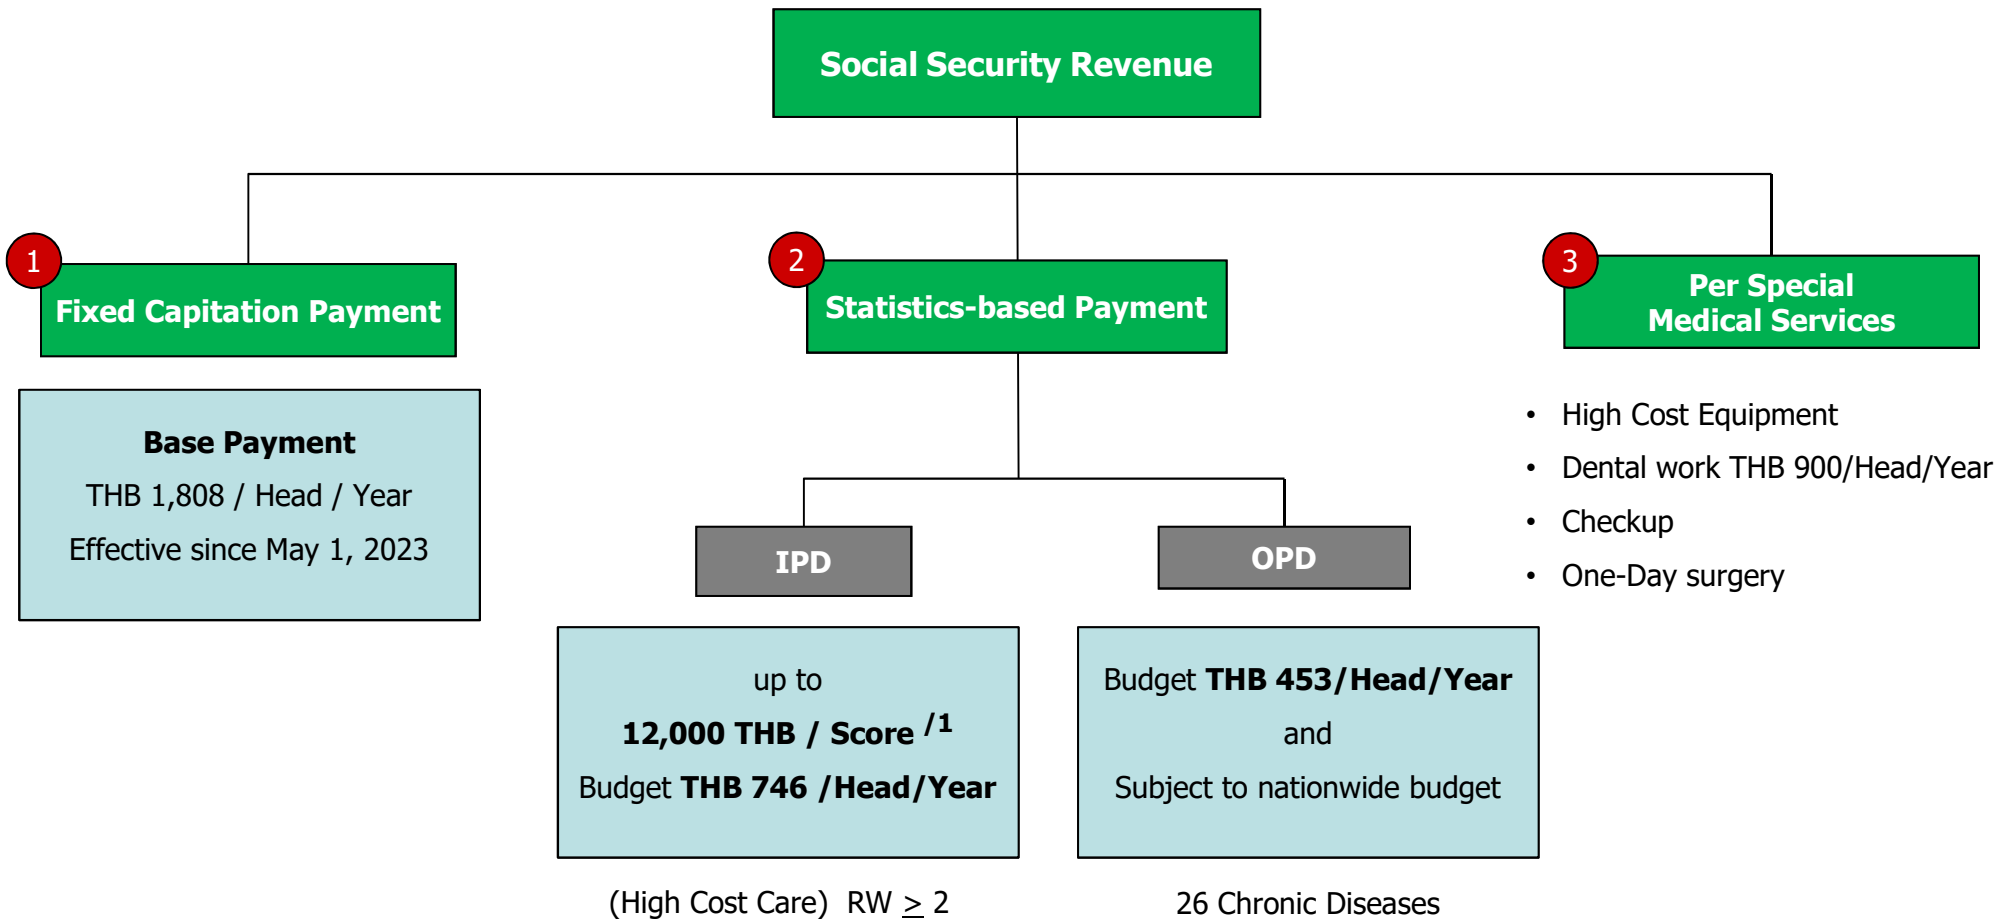 Social Security Revenue
1
Fixed Capitation Payment
Base Payment
THB 1,808 / Head / Year
Effective since May 1, 2023
2
Statistics-based Payment
IPD
up to
12,000 THB / Score /1
Budget THB 746 /Head/Year
(High Cost Care) RW ≥ 2
OPD
Budget THB 453/Head/Year
and
Subject to nationwide budget
26 Chronic Diseases
3
Per Special
Medical Services
• High Cost Equipment
• Dental work THB 900/Head/Year
• Checkup
• One-Day surgery